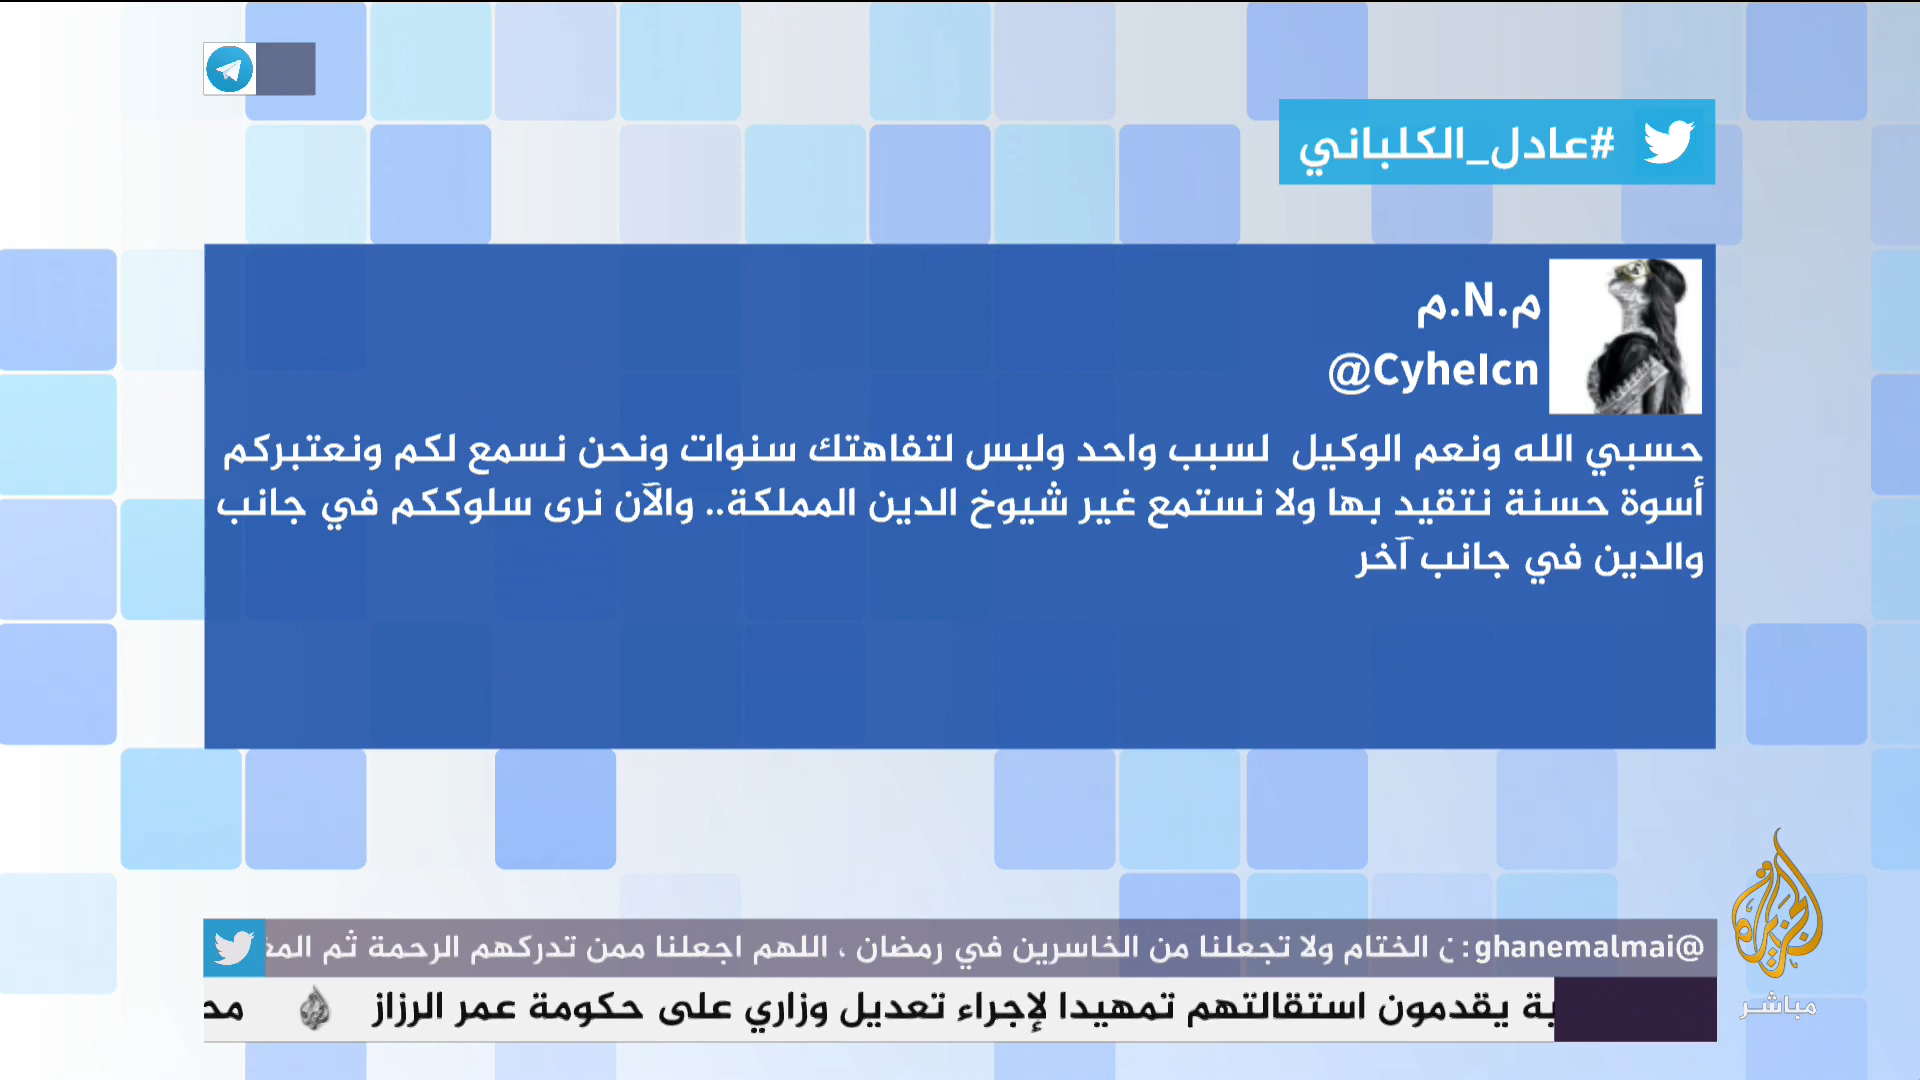 #عادل_الكلباني
م.N.م
@CyheIcn
حسبي الله ونعم الوكيل لسبب واحد وليس لتفاهتك سنوات ونحن نسمع لكم ونعتبركم
أسوة حسنة نتقيد بها ولا نستمع غير شيوخ الدين المملكة.. والآن نرى سلوككم في جانب
والدين في جانب آخر
@ghanemalmai: الختام ولا تجعلنا من الخاسرين في رمضان ، اللهم اجعلنا ممن تدركهم الرحمة ثم
يقدمون استقالتهم تمهيدا لإجراء تعديل وزاري على حكومة عمر الرزاز
الجزيرة
مباشر